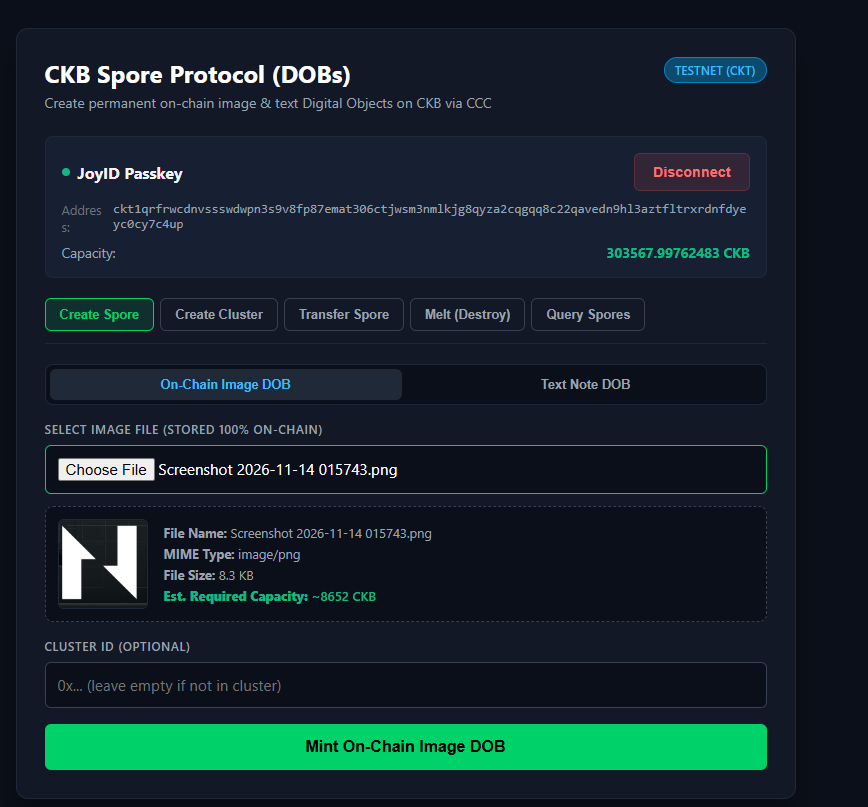 CKB Spore Protocol (DOBs)
TESTNET (CKT)
Create permanent on-chain image & text Digital Objects on CKB via CCC
JoyID Passkey
Disconnect
Addres
s:
ckt1qrfrwcdnvssswdwpn3s9v8fp87emat306ctjwsm3nmlkjg8qyza2cqgqq8c22qavedn9hl3aztfltrxrdnfdye
yc0cy7c4up
Capacity:
303567.99762483 CKB
Create Spore
Create Cluster
Transfer Spore
Melt (Destroy)
Query Spores
On-Chain Image DOB
Text Note DOB
SELECT IMAGE FILE (STORED 100% ON-CHAIN)
Choose File Screenshot 2026-11-14 015743.png
File Name: Screenshot 2026-11-14 015743.png
MIME Type: image/png
File Size: 8.3 KB
Est. Required Capacity: ~8652 CKB
CLUSTER ID (OPTIONAL)
0x... (leave empty if not in cluster)
Mint On-Chain Image DOB